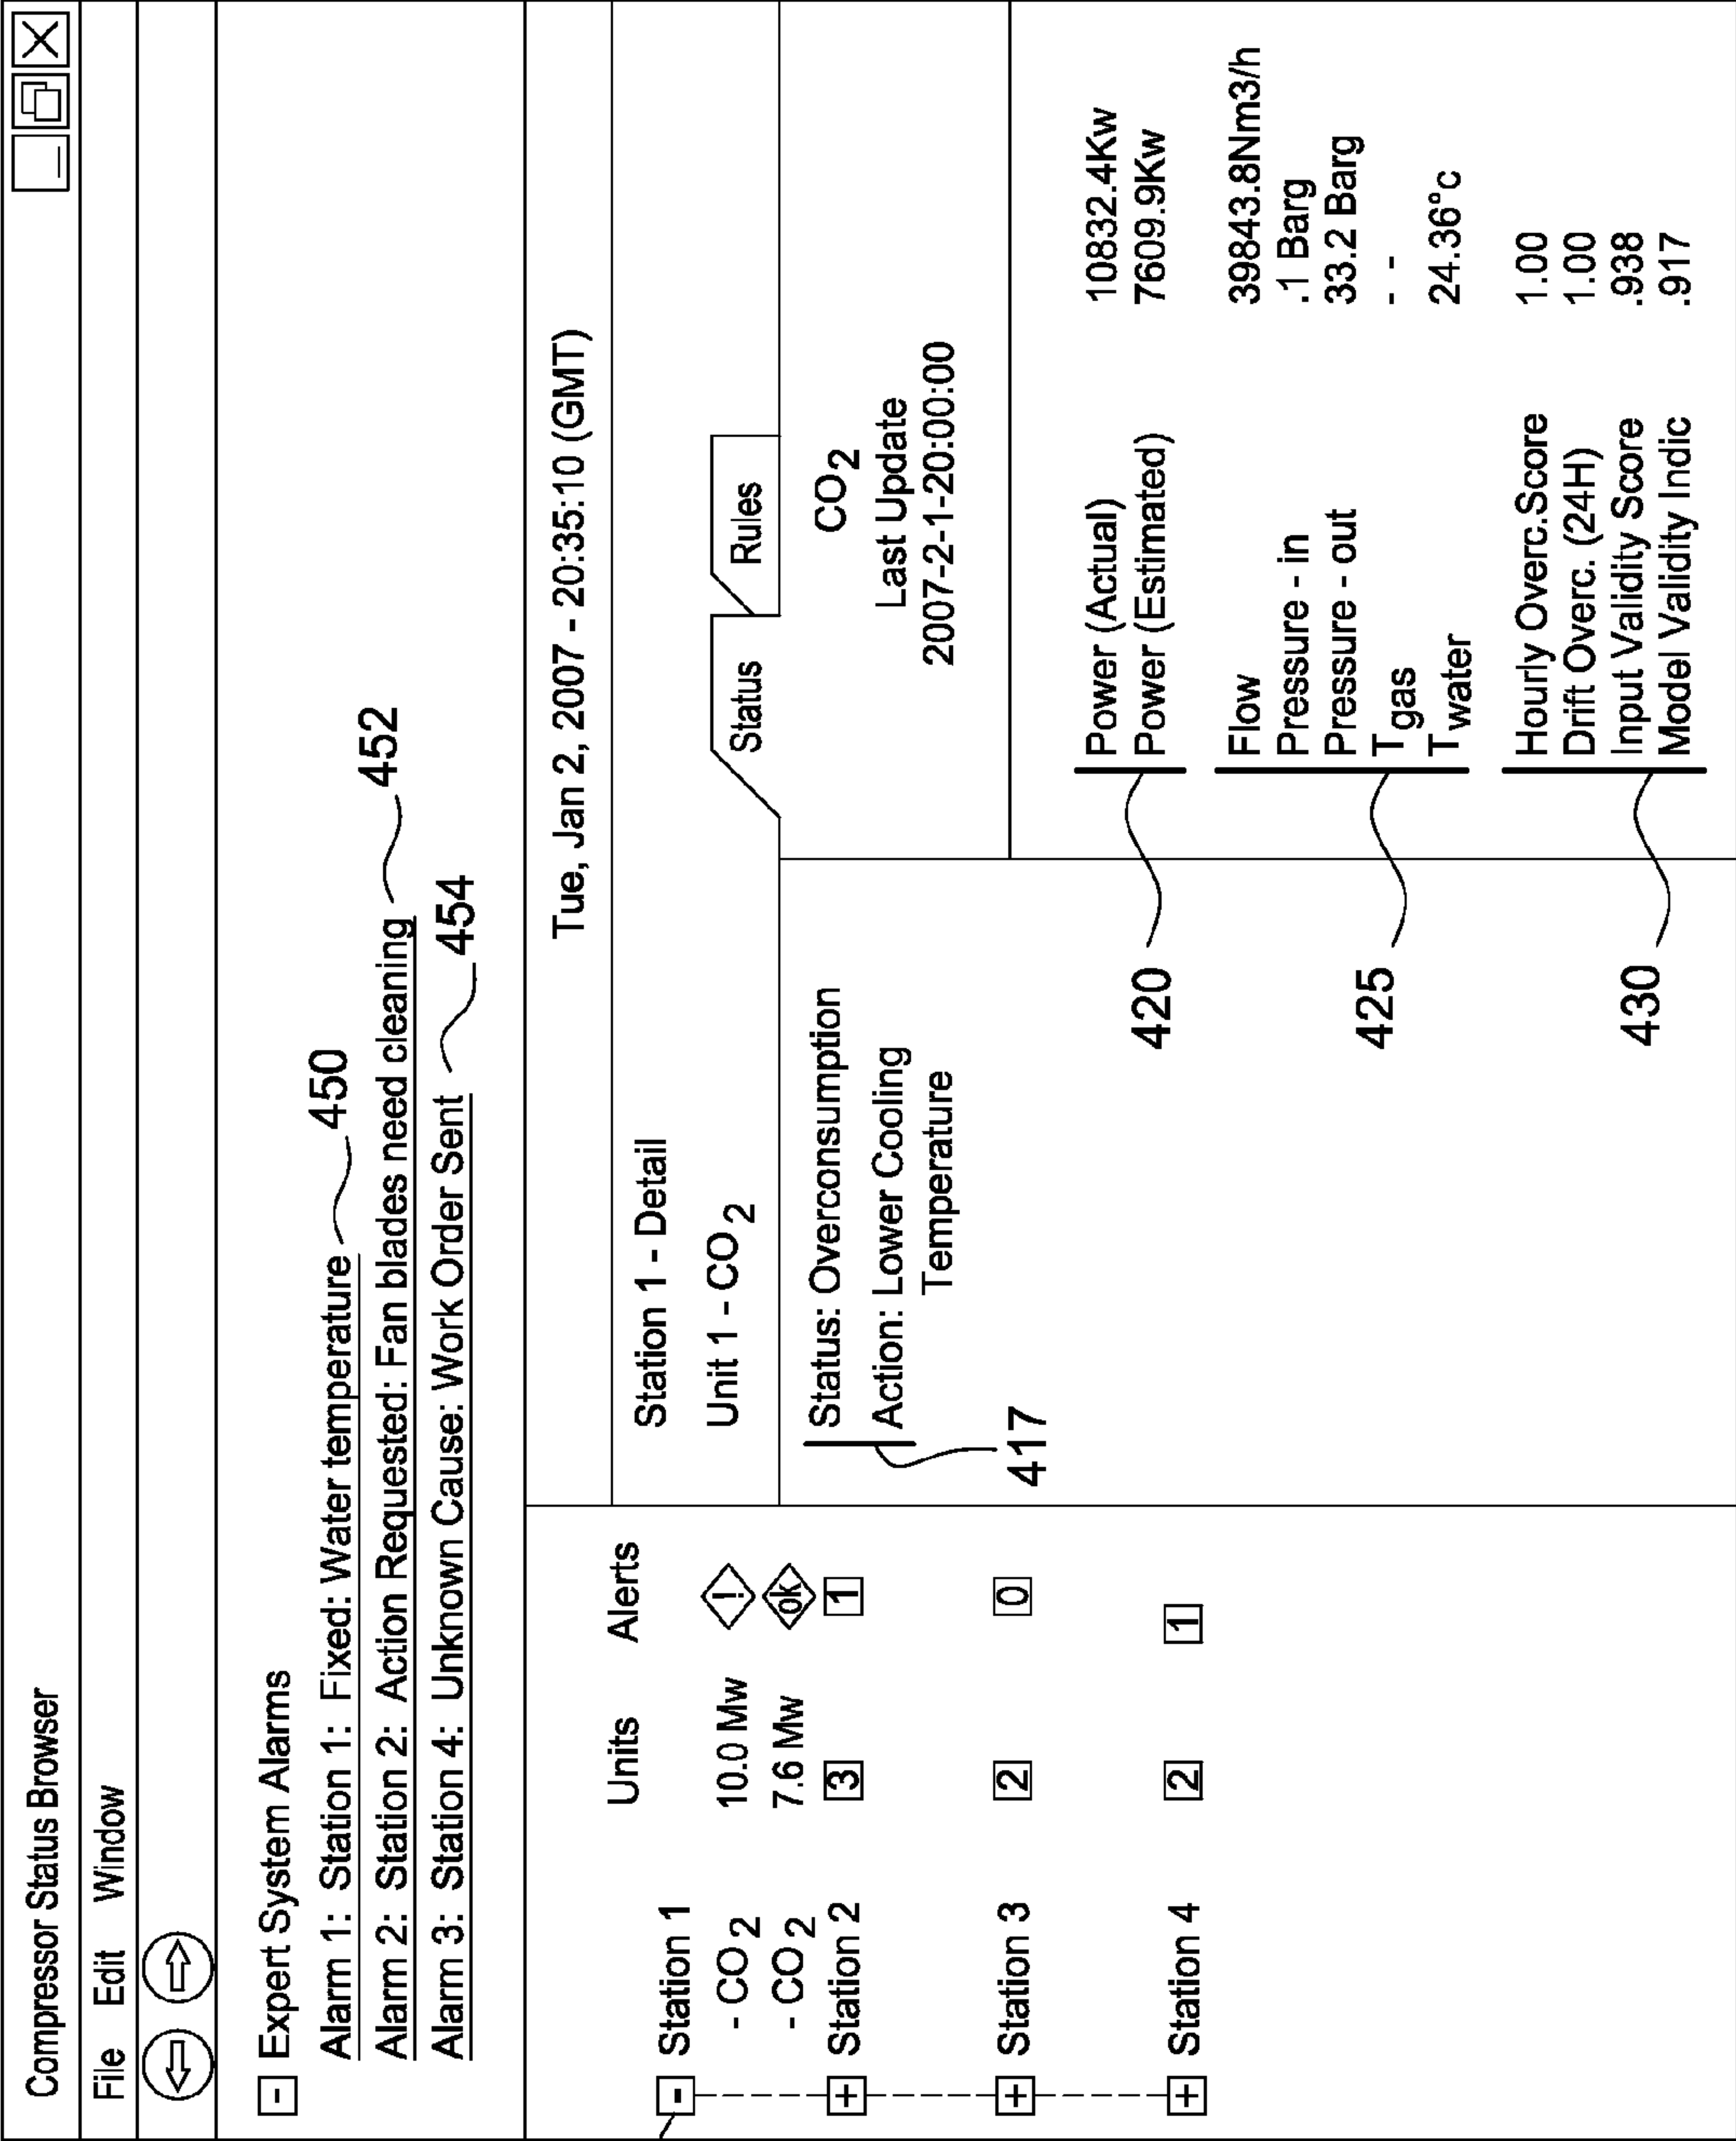 Compressor Status Browser
File Edit Window
Expert System Alarms
Alarm 1: Station 1: Fixed: Water temperature 450
Alarm 2: Station 2: Action Requested: Fan blades need cleaning 452
Alarm 3: Station 4: Unknown Cause: Work Order Sent 454
Tue, Jan 2, 2007 - 20:35:10 (GMT)
Units Alerts
- Station 1
- CO2 10.0 Mw !
- CO2 7.6 Mw ok
+ Station 2 3 1
+ Station 3 2 0
+ Station 4 2 1
Station 1 - Detail
Unit 1 - CO2
Status Rules
Status: Overconsumption
Action: Lower Cooling
Temperature
417
CO2
Last Update
2007-2-1-20:00:00
420
Power (Actual) 10832.4Kw
Power (Estimated) 7609.9Kw
425
Flow 39843.8Nm3/h
Pressure - in .1 Barg
Pressure - out 33.2 Barg
Tgas - -
Twater 24.36°c
430
Hourly Overc.Score 1.00
Drift Overc. (24H) 1.00
Input Validity Score .938
Model Validity Indic .917